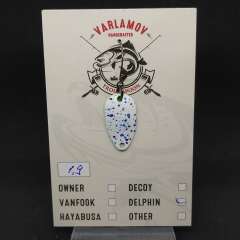 VARLAMOV
HANDCRAFTED
1,9
OWNER DECOY
VANFOOK DELPHIN
HAYABUSA OTHER